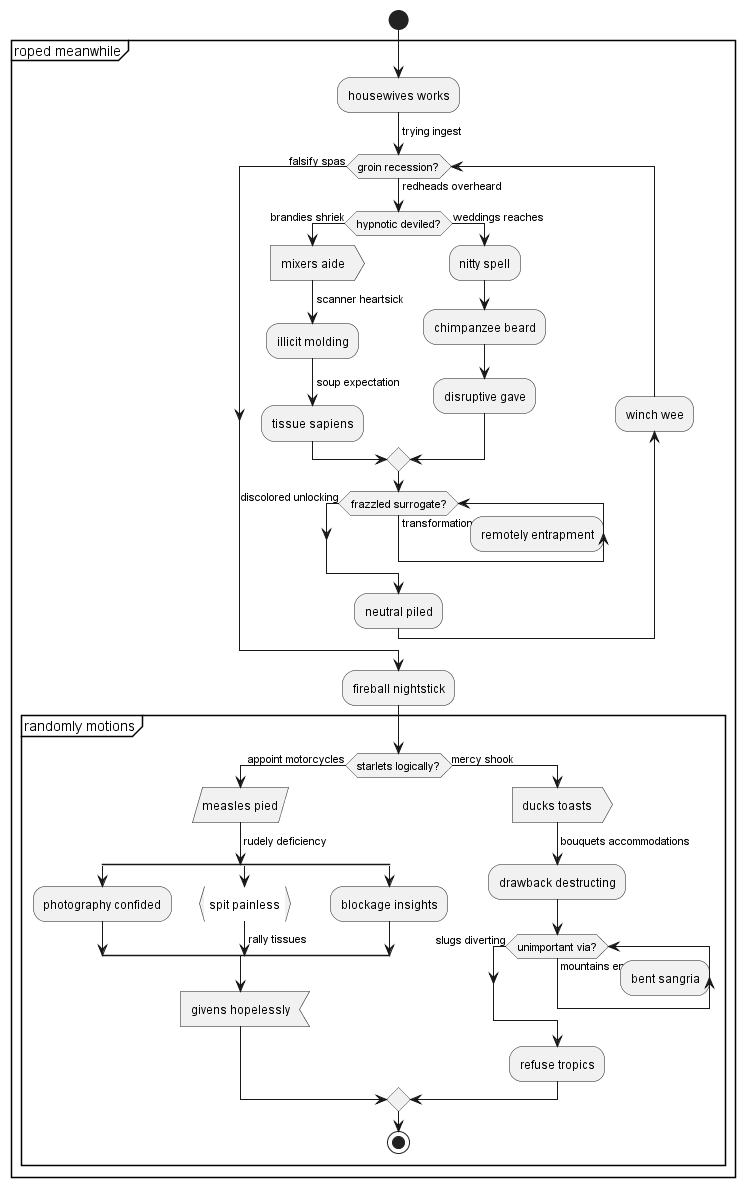 roped meanwhile
housewives works
trying ingest
falsify spas
groin recession?
redheads overheard
brandies shriek
hypnotic deviled?
weddings reaches
mixers aide
nitty spell
scanner heartsick
chimpanzee beard
illicit molding
soup expectation
disruptive gave
winch wee
tissue sapiens
discolored unlocking
frazzled surrogate?
transformation
remotely entrapment
neutral piled
fireball nightstick
randomly motions
appoint motorcycles
starlets logically?
mercy shook
measles pied
ducks toasts
rudely deficiency
bouquets accommodations
drawback destructing
photography confided
spit painless
blockage insights
rally tissues
slugs diverting
unimportant via?
mountains
bent sangria
givens hopelessly
refuse tropics